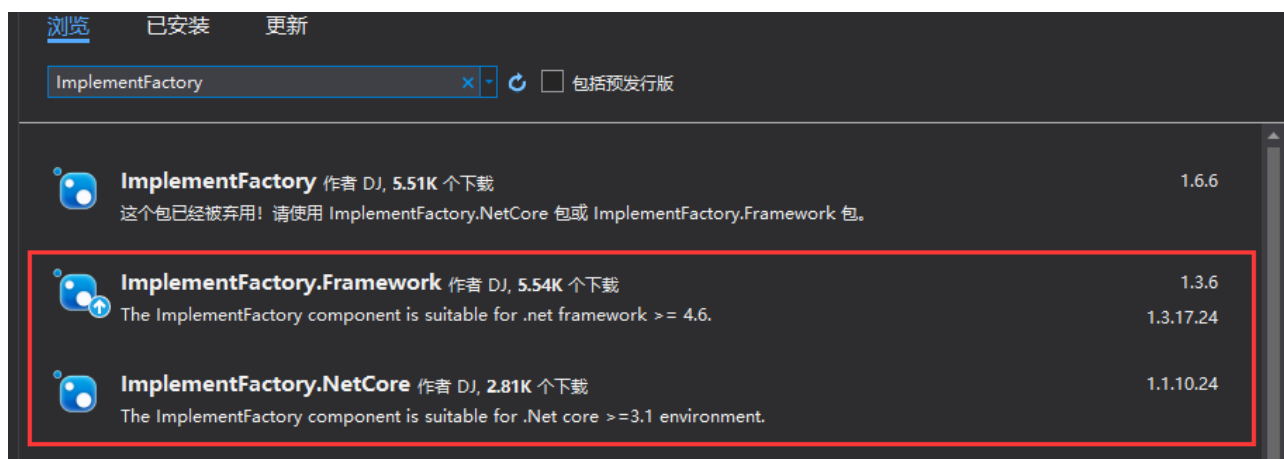 浏览 已安装 更新
ImplementFactory 包括预发行版
ImplementFactory 作者 DJ, 5.51K 个下载 1.6.6
这个包已经被弃用！请使用 ImplementFactory.NetCore 包或 ImplementFactory.Framework 包。
ImplementFactory.Framework 作者 DJ, 5.54K 个下载 1.3.6
The ImplementFactory component is suitable for .net framework >= 4.6. 1.3.17.24
ImplementFactory.NetCore 作者 DJ, 2.81K 个下载 1.1.10.24
The ImplementFactory component is suitable for .Net core >=3.1 environment.